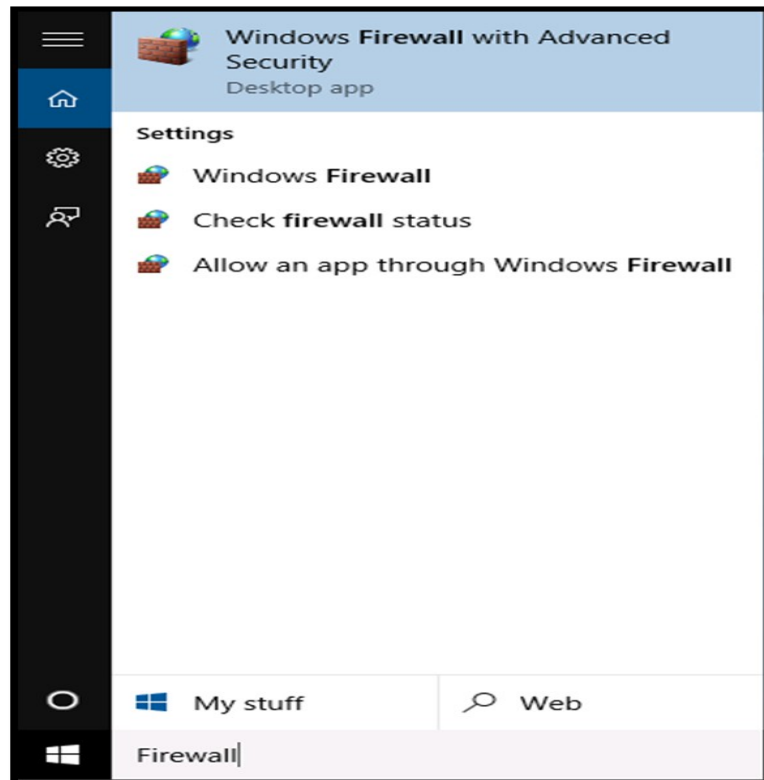 Windows Firewall with Advanced
Security
Desktop app
Settings
Windows Firewall
Check firewall status
Allow an app through Windows Firewall
My stuff
Web
Firewall